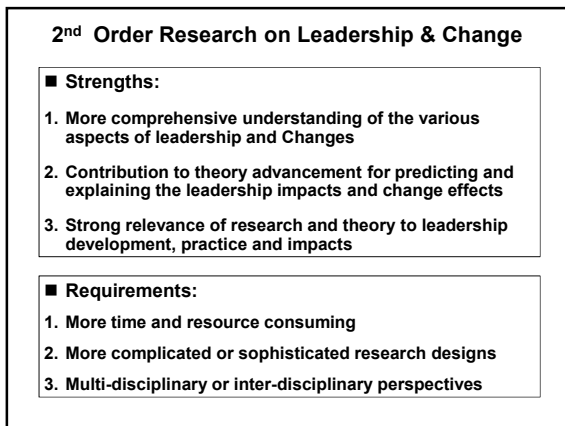 2nd Order Research on Leadership & Change
■ Strengths:
1. More comprehensive understanding of the various
aspects of leadership and Changes
2. Contribution to theory advancement for predicting and
explaining the leadership impacts and change effects
3. Strong relevance of research and theory to leadership
development, practice and impacts
■ Requirements:
1. More time and resource consuming
2. More complicated or sophisticated research designs
3. Multi-disciplinary or inter-disciplinary perspectives